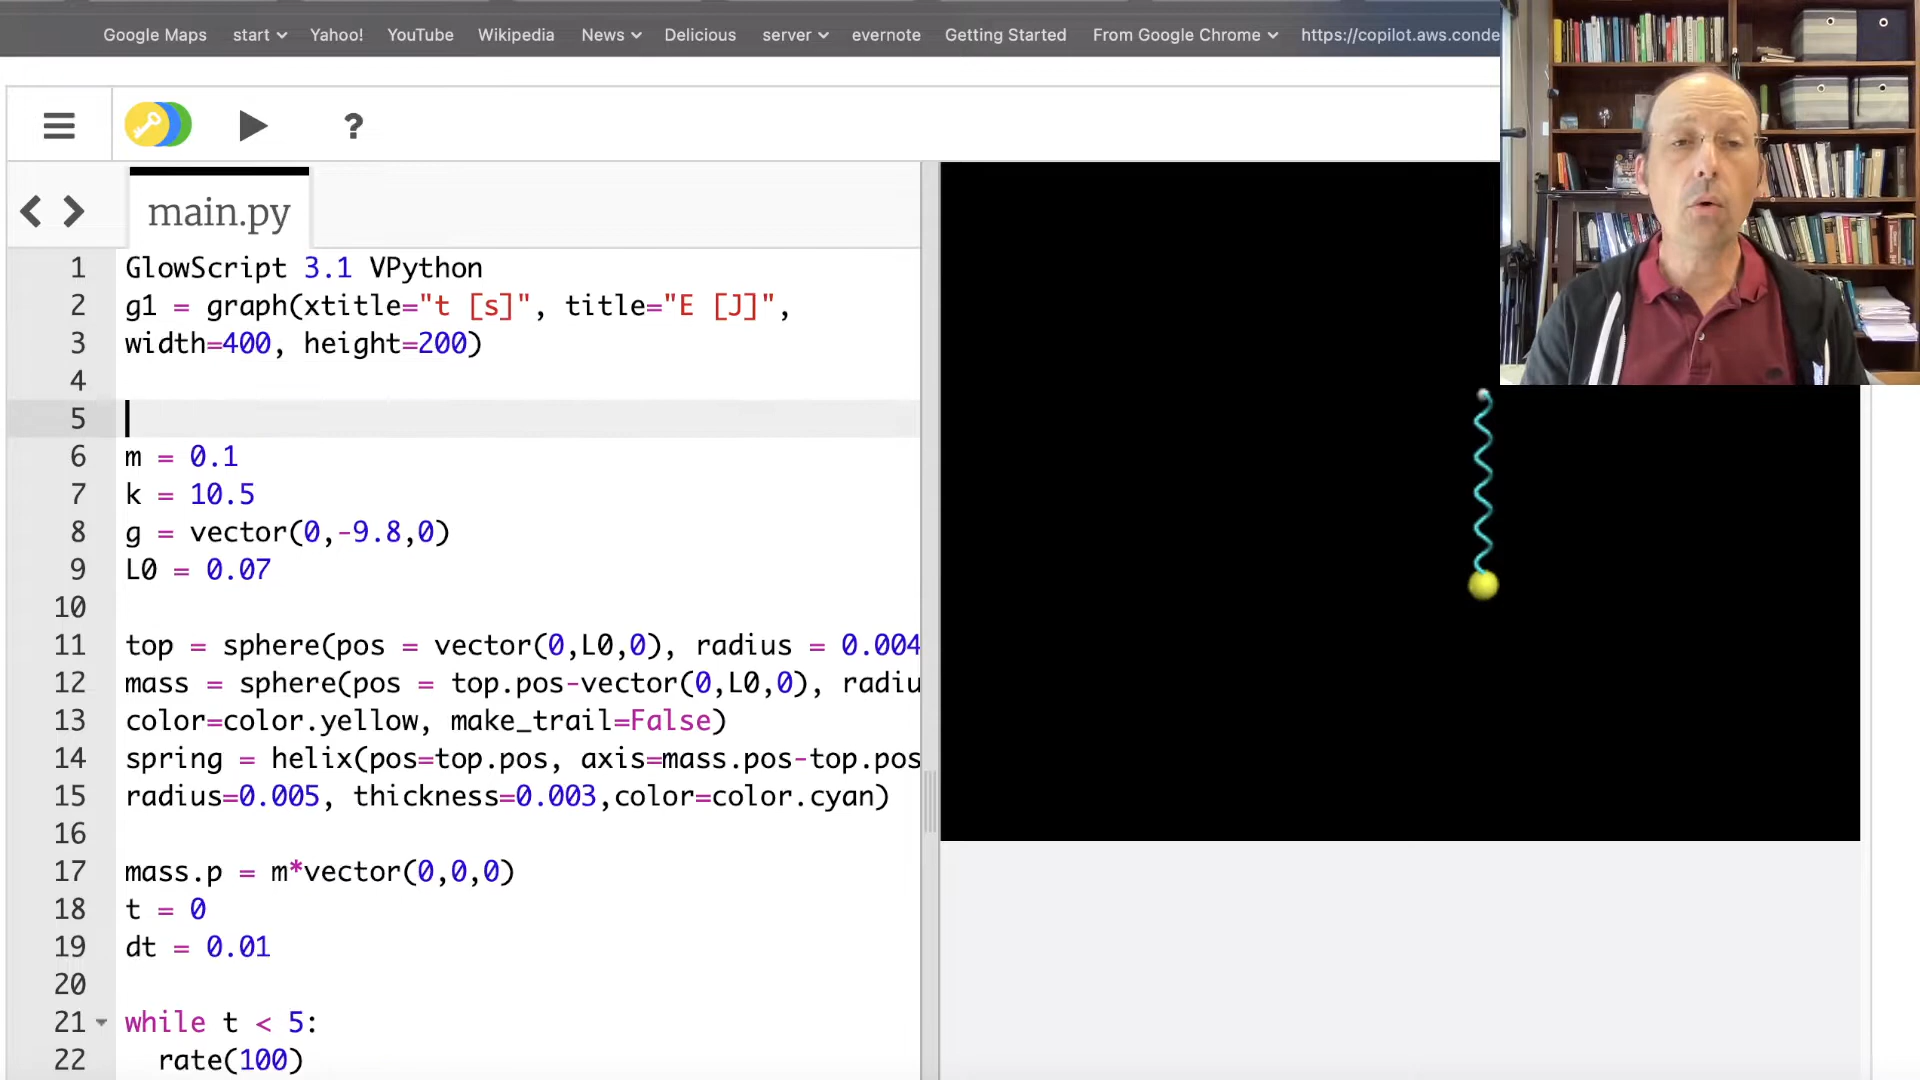 Google Maps start Yahoo! YouTube Wikipedia News Delicious server evernote Getting Started From Google Chrome https://copilot.aws.conde
?
main.py
1 GlowScript 3.1 VPython
2 g1 = graph(xtitle="t [s]", title="E [J]",
3 width=400, height=200)
4
5
6 m = 0.1
7 k = 10.5
8 g = vector(0,-9.8,0)
9 L0 = 0.07
10
11 top = sphere(pos = vector(0,L0,0), radius = 0.004
12 mass = sphere(pos = top.pos-vector(0,L0,0), radiu
13 color=color.yellow, make_trail=False)
14 spring = helix(pos=top.pos, axis=mass.pos-top.pos
15 radius=0.005, thickness=0.003,color=color.cyan)
16
17 mass.p = m*vector(0,0,0)
18 t = 0
19 dt = 0.01
20
21 while t < 5:
22 rate(100)